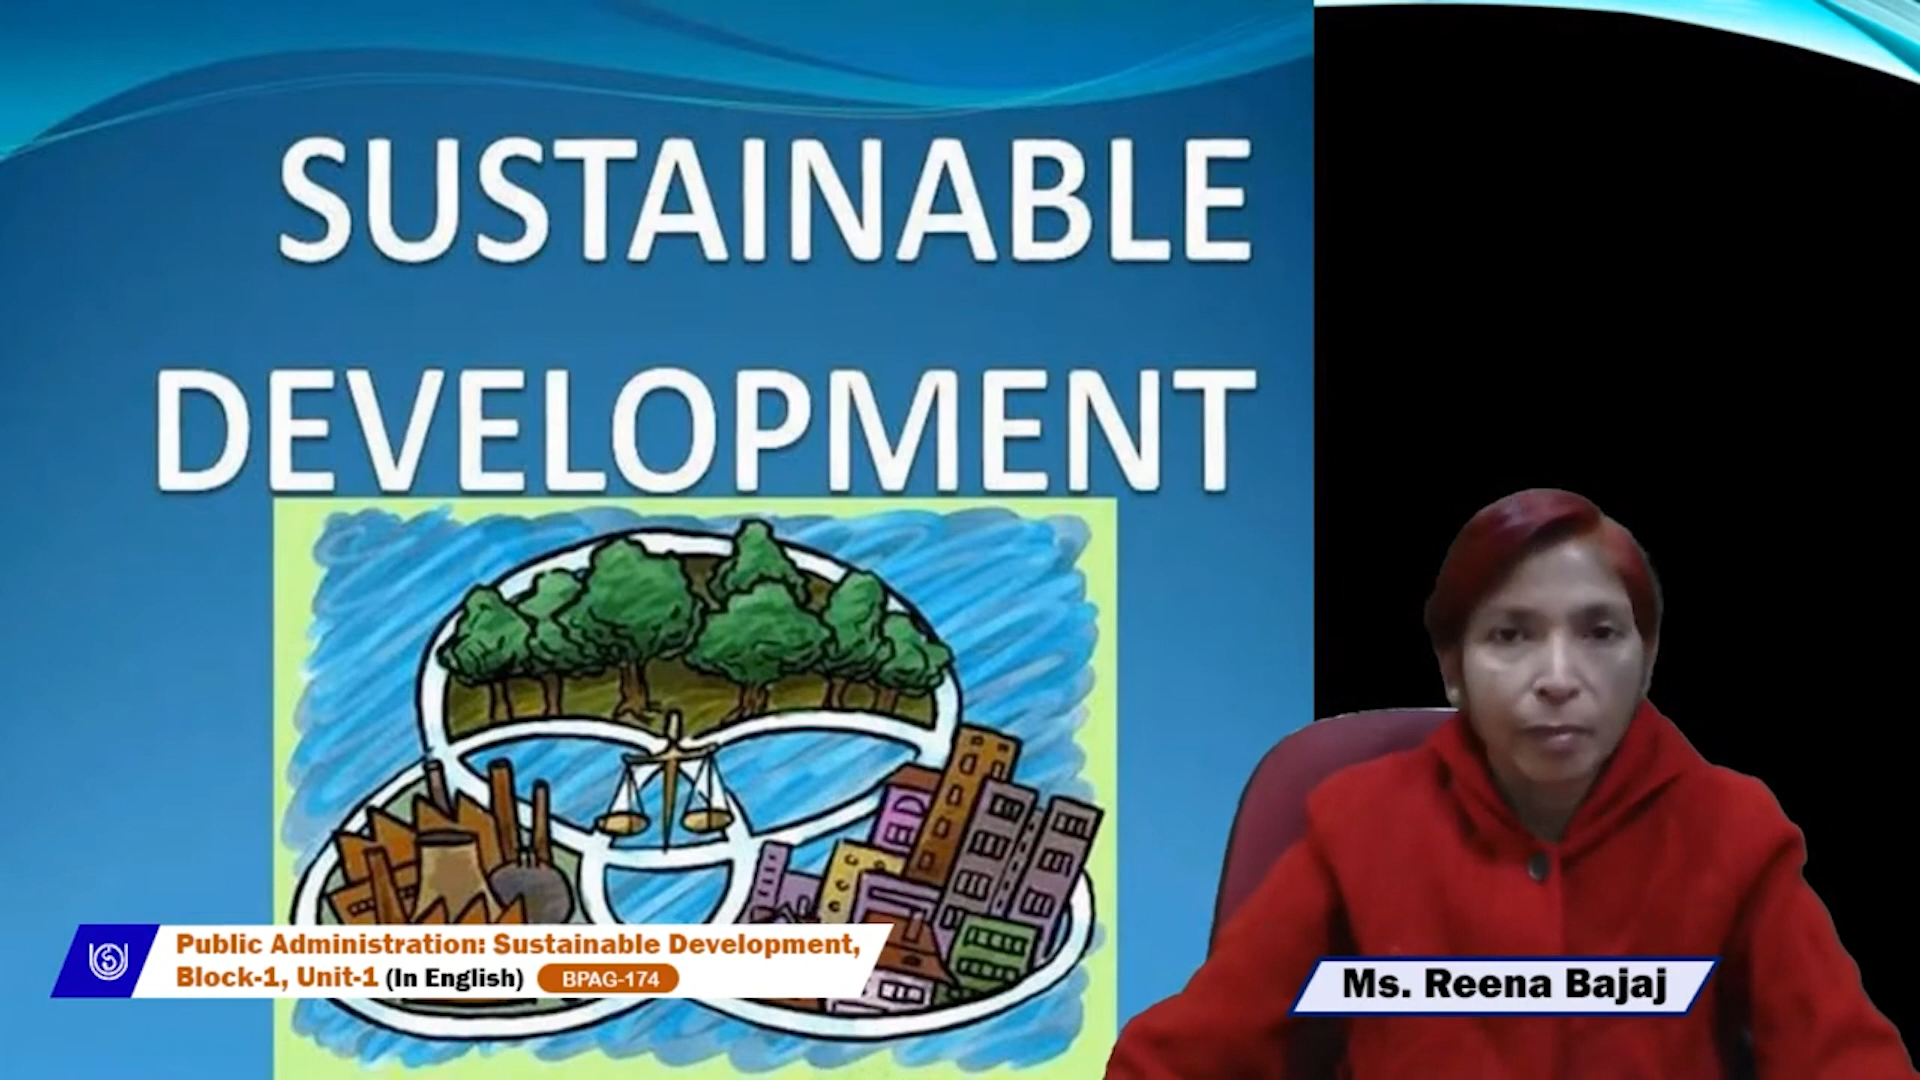 SUSTAINABLE
DEVELOPMENT
Public Administration: Sustainable Development,
Block-1, Unit-1 (In English) BPAG-174
Ms. Reena Bajaj